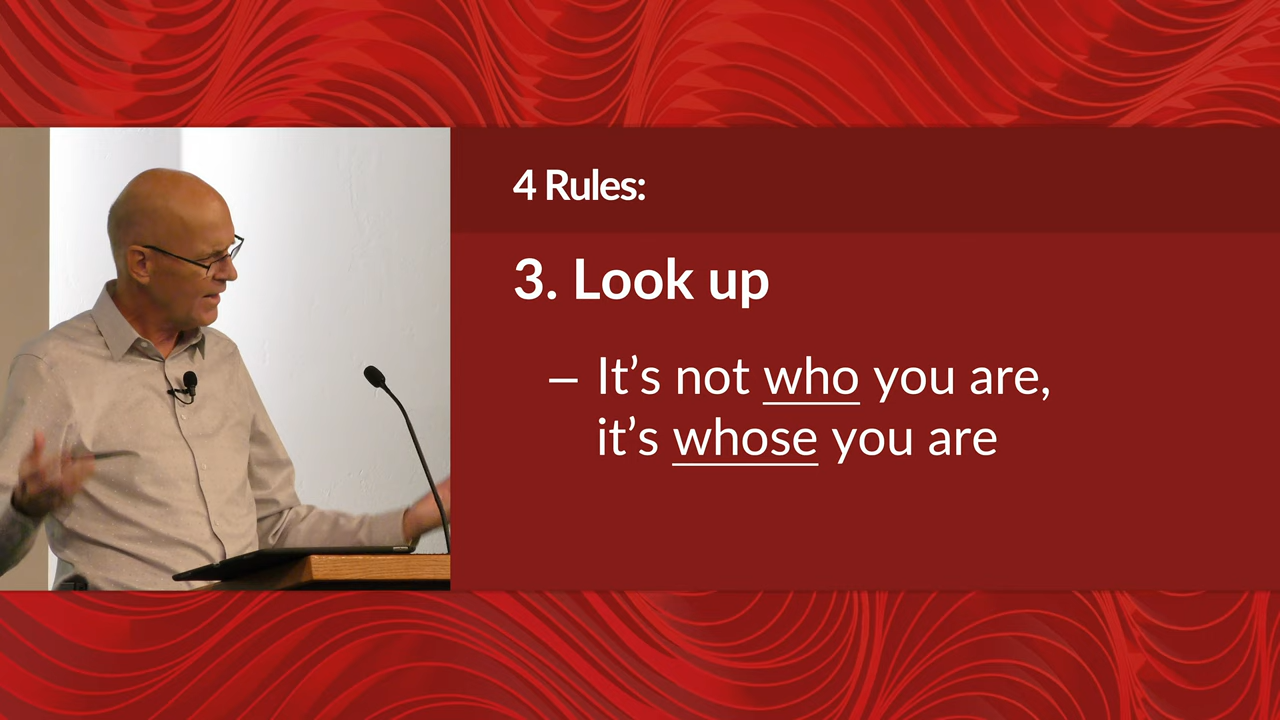 4 Rules:
3. Look up
– It’s not who you are,
it’s whose you are